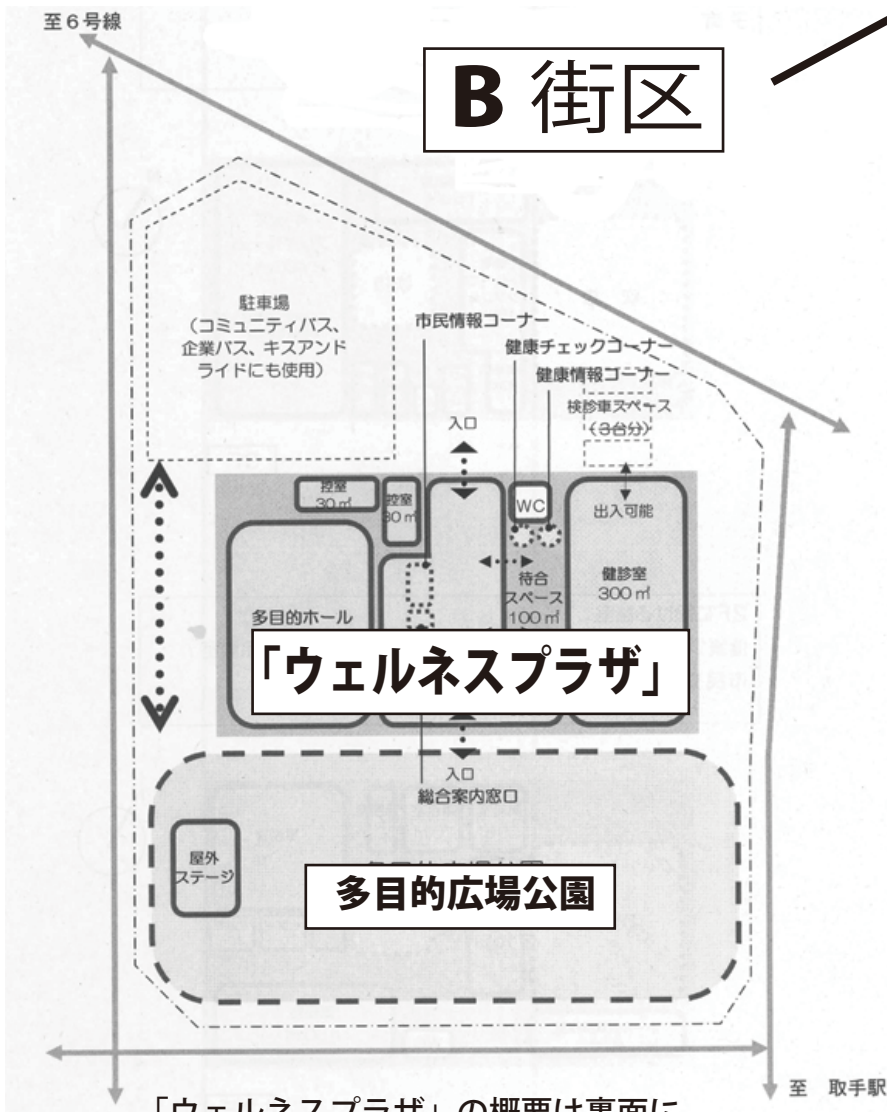 至6号線
B 街区
駐車場
（コミュニティバス、
企業バス、キスアンド
ライドにも使用）
市民情報コーナー
健康チェックコーナー
健康情報コーナー
検診車スペース
（3台分）
入口
控室
30㎡
控室
30㎡
WC
出入可能
待合
スペース
100㎡
健診室
300㎡
多目的ホール
「ウェルネスプラザ」
入口
総合案内窓口
屋外
ステージ
多目的広場公園
至 取手駅
「ウェルネスプラザ」の概要は裏面に